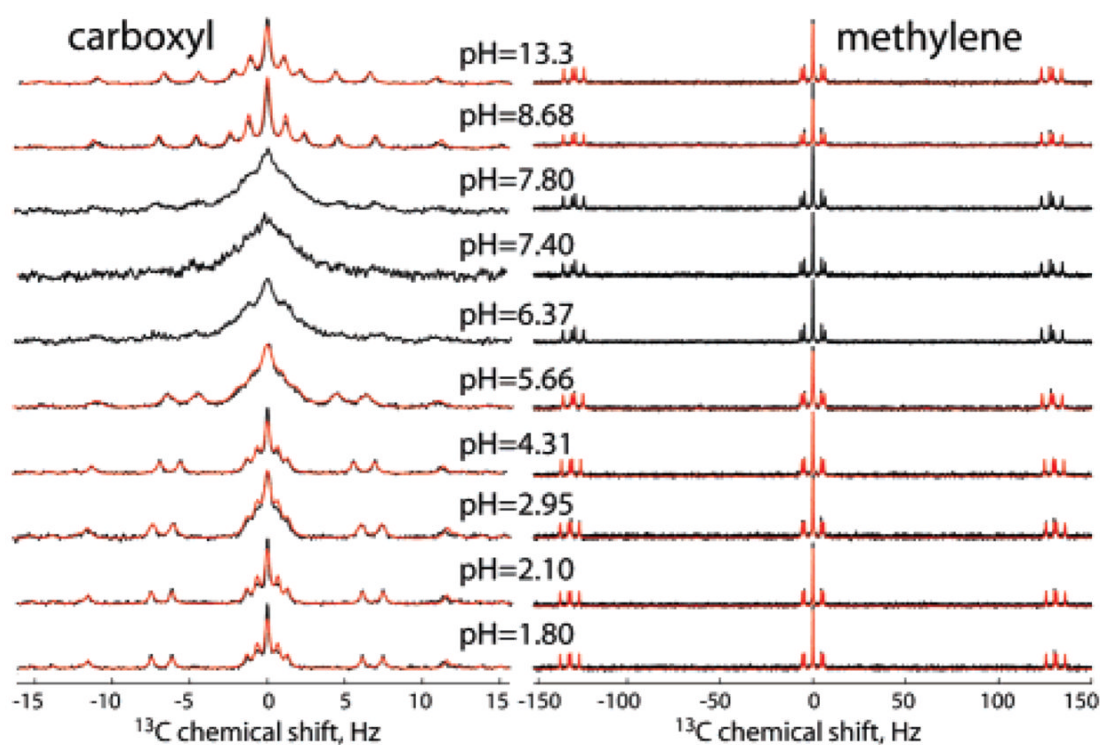 carboxyl
methylene
pH=13.3
pH=8.68
pH=7.80
pH=7.40
pH=6.37
pH=5.66
pH=4.31
pH=2.95
pH=2.10
pH=1.80
-15 -10 -5 0 5 10 15
-150 -100 -50 0 50 100 150
¹³C chemical shift, Hz
¹³C chemical shift, Hz